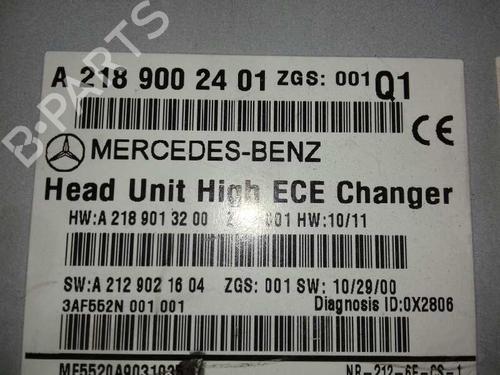 A 218 900 24 01 ZGS: 001 Q1
MERCEDES-BENZ
Head Unit High ECE Changer
HW:A 218 901 32 00 001 HW:10/11
SW:A 212 902 16 04 ZGS: 001 SW: 10/29/00
3AF552N 001 001 Diagnosis ID:0X2806
B-PARTS